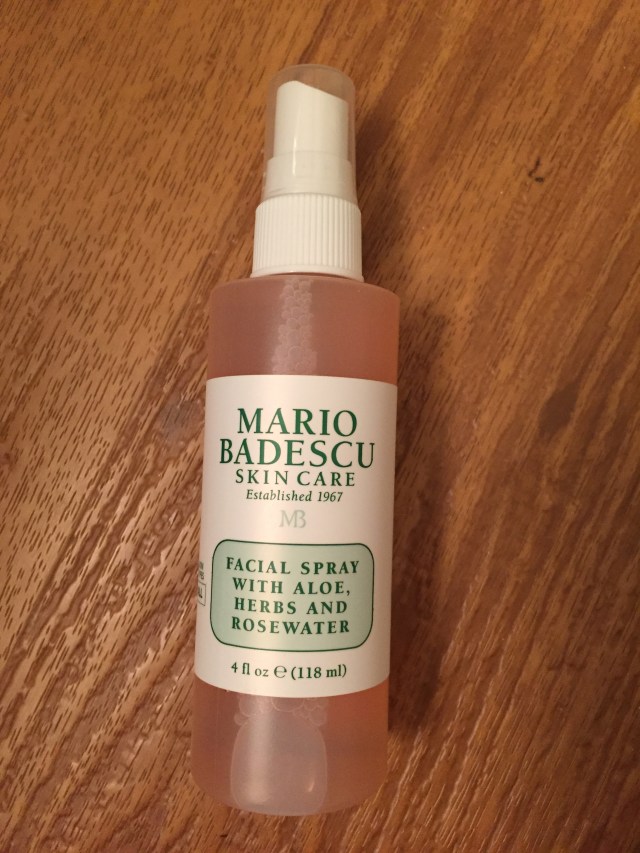 MARIO
BADESCU
SKIN CARE
Established 1967
MB
FACIAL SPRAY
WITH ALOE,
HERBS AND
ROSEWATER
4 fl oz ℮ (118 ml)